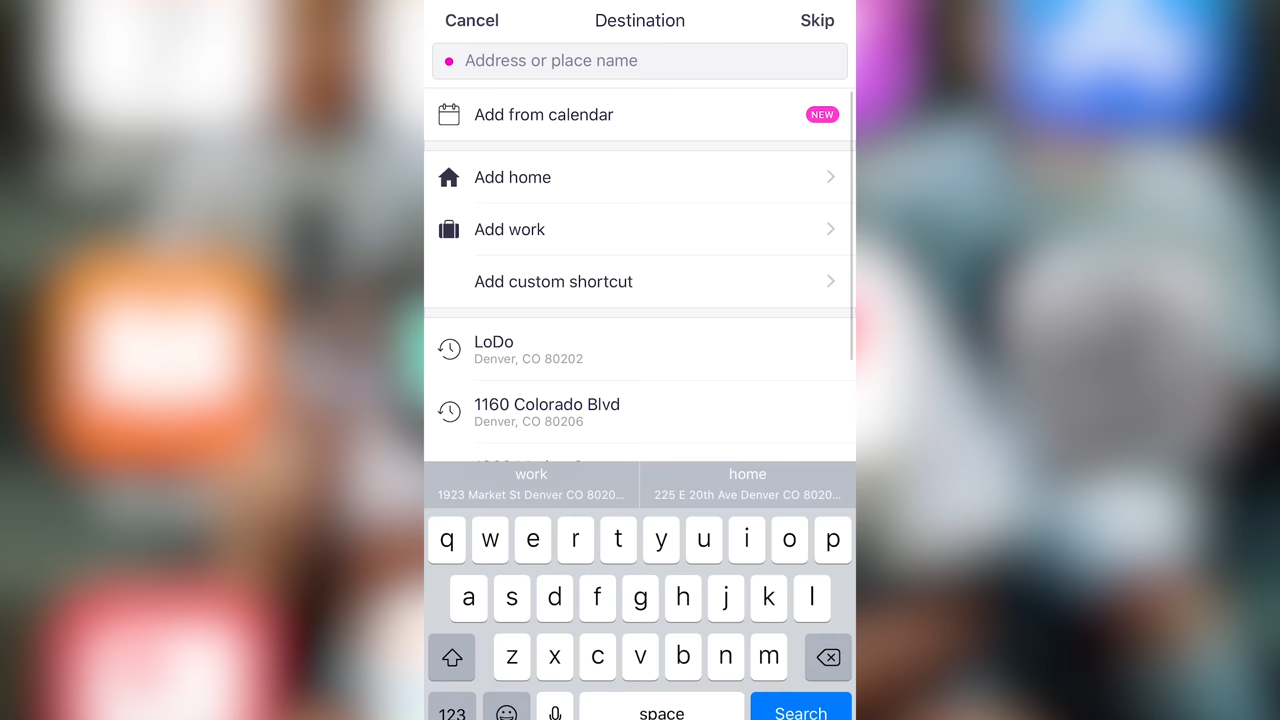 Cancel Destination Skip
Address or place name
Add from calendar NEW
Add home
Add work
Add custom shortcut
LoDo
Denver, CO 80202
1160 Colorado Blvd
Denver, CO 80206
work home
1923 Market St Denver CO 8020... 225 E 20th Ave Denver CO 8020...
q w e r t y u i o p
a s d f g h j k l
z x c v b n m
123 space Search